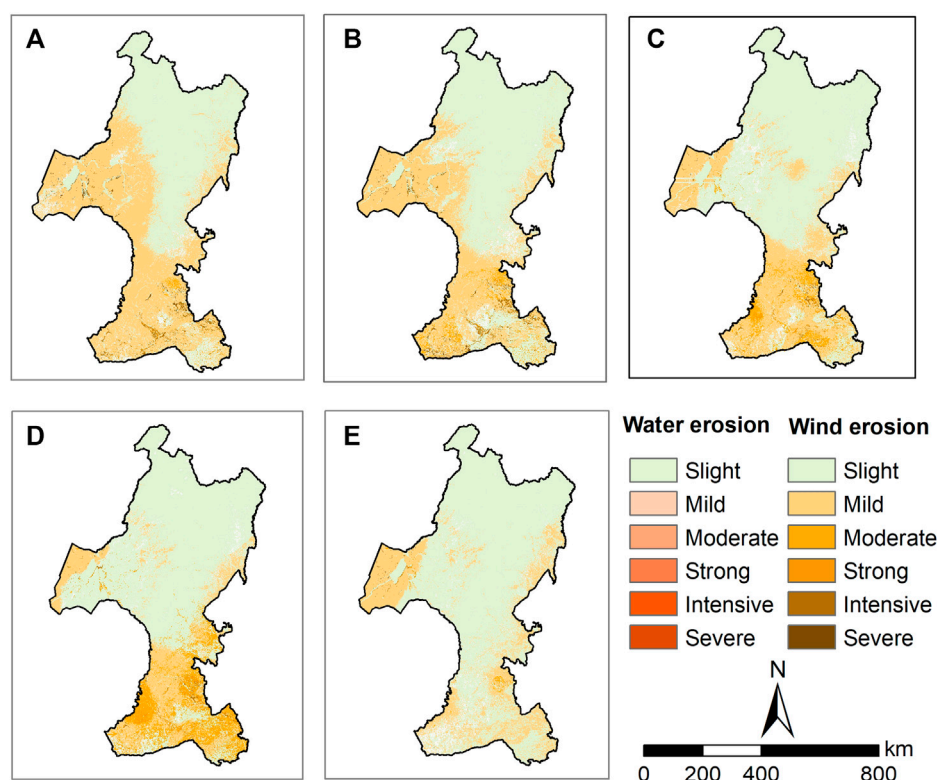 A
B
C
D
E
Water erosion Wind erosion
Slight Slight
Mild Mild
Moderate Moderate
Strong Strong
Intensive Intensive
Severe Severe
N
km
0 200 400 800